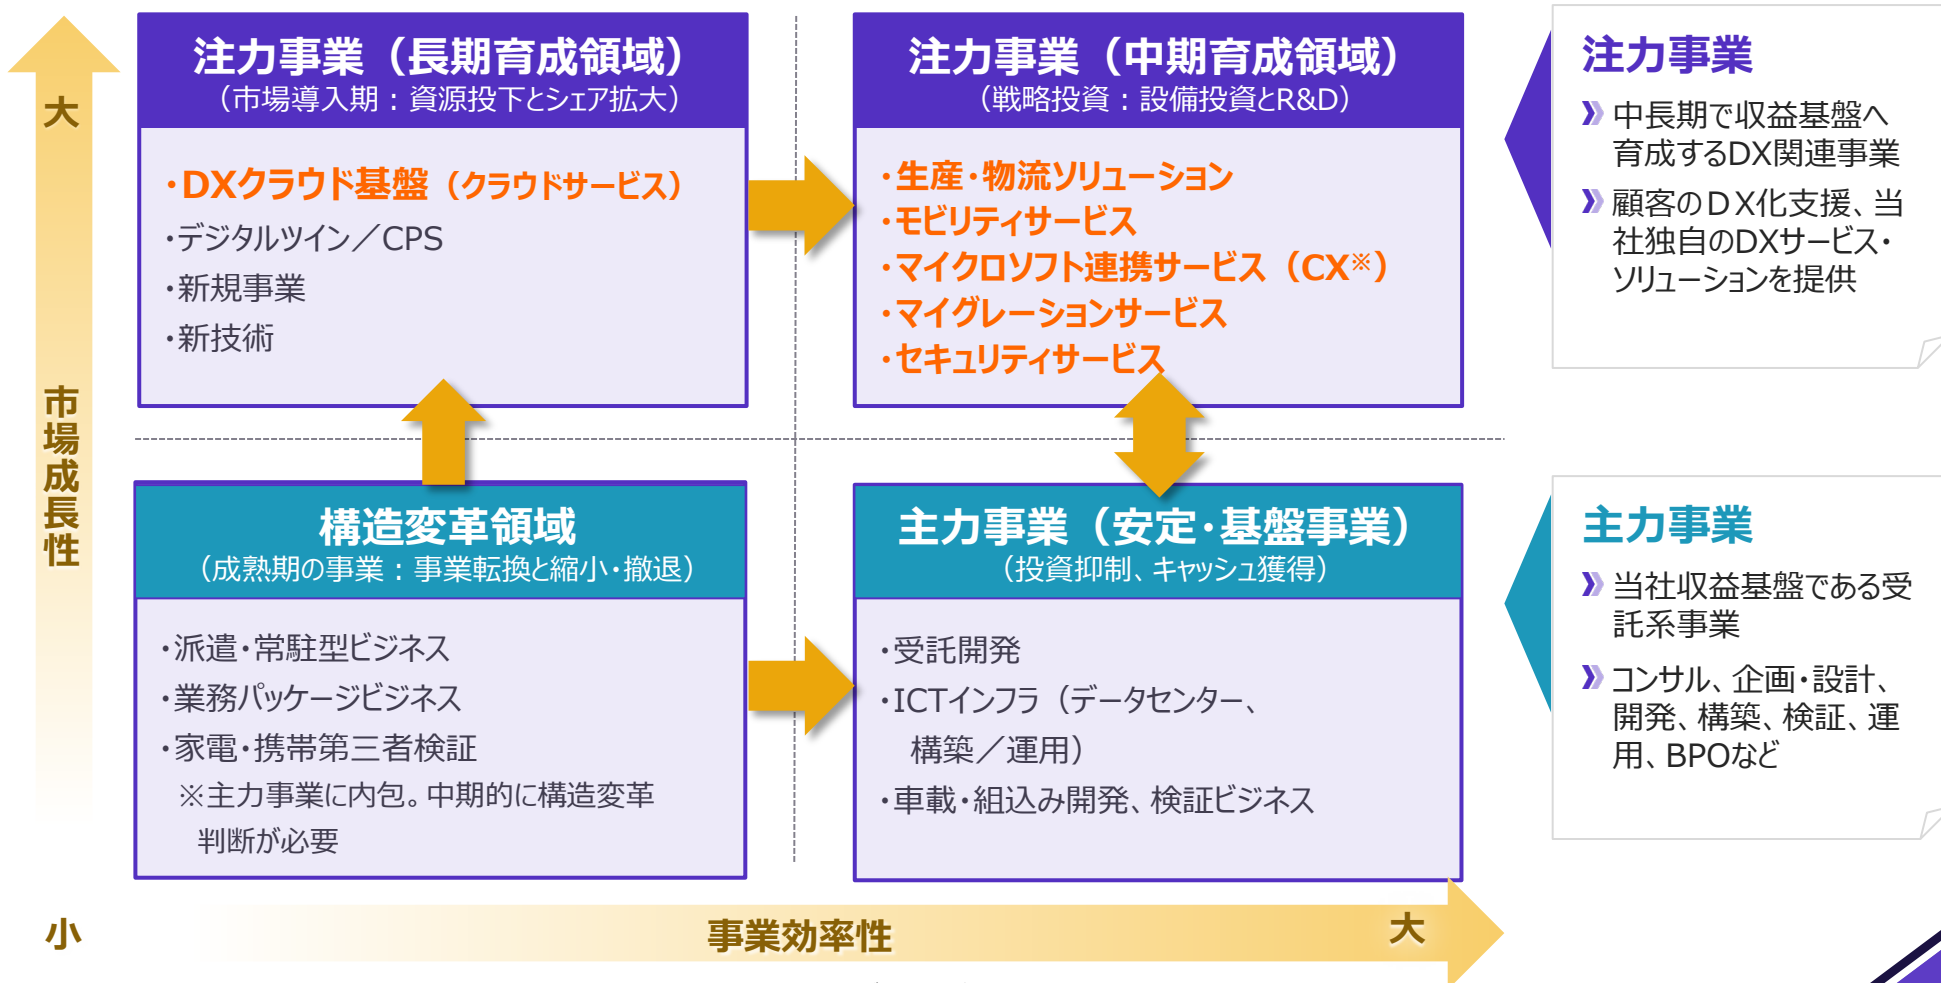 大
市場成長性
小
注力事業（長期育成領域）
（市場導入期：資源投下とシェア拡大）
・DXクラウド基盤（クラウドサービス）
・デジタルツイン／CPS
・新規事業
・新技術
注力事業（中期育成領域）
（戦略投資：設備投資とR&D）
・生産・物流ソリューション
・モビリティサービス
・マイクロソフト連携サービス（CX※）
・マイグレーションサービス
・セキュリティサービス
注力事業
中長期で収益基盤へ
育成するDX関連事業
顧客のＤＸ化支援、当
社独自のDXサービス・
ソリューションを提供
構造変革領域
（成熟期の事業：事業転換と縮小・撤退）
・派遣・常駐型ビジネス
・業務パッケージビジネス
・家電・携帯第三者検証
※主力事業に内包。中期的に構造変革
判断が必要
主力事業（安定・基盤事業）
（投資抑制、キャッシュ獲得）
・受託開発
・ICTインフラ（データセンター、
構築／運用）
・車載・組込み開発、検証ビジネス
主力事業
当社収益基盤である受
託系事業
コンサル、企画・設計、
開発、構築、検証、運
用、BPOなど
事業効率性
大